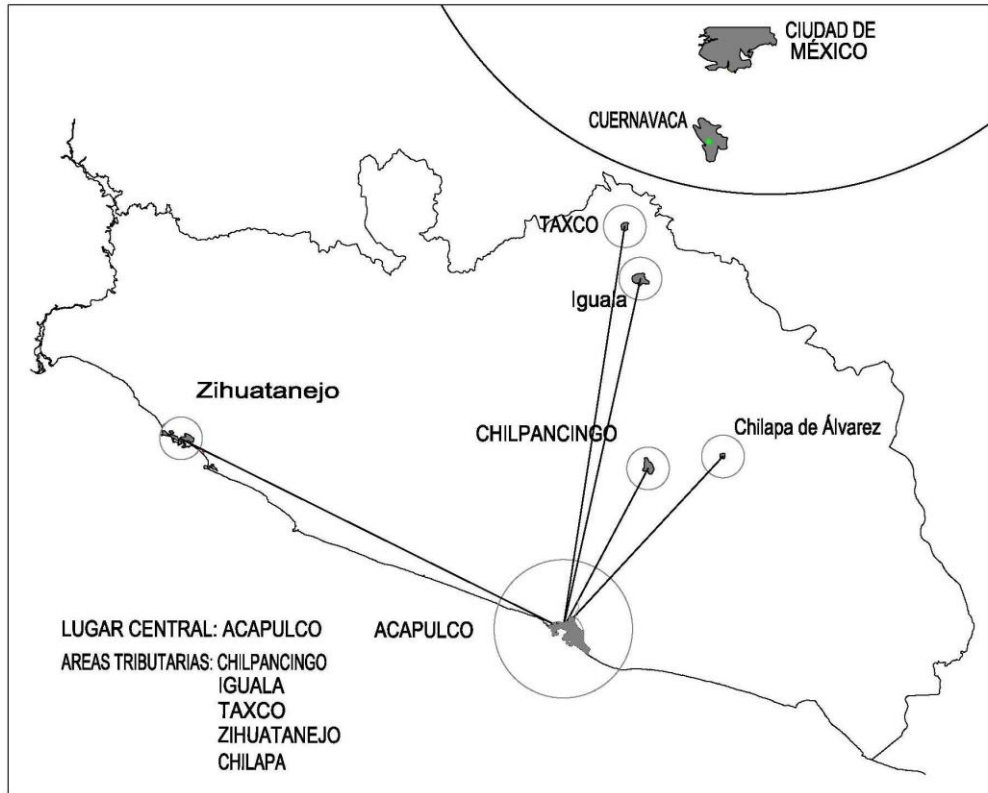 CIUDAD DE
MÉXICO
CUERNAVACA
TAXCO
Iguala
Zihuatanejo
CHILPANCINGO
Chilapa de Álvarez
ACAPULCO
LUGAR CENTRAL: ACAPULCO
AREAS TRIBUTARIAS: CHILPANCINGO
IGUALA
TAXCO
ZIHUATANEJO
CHILAPA